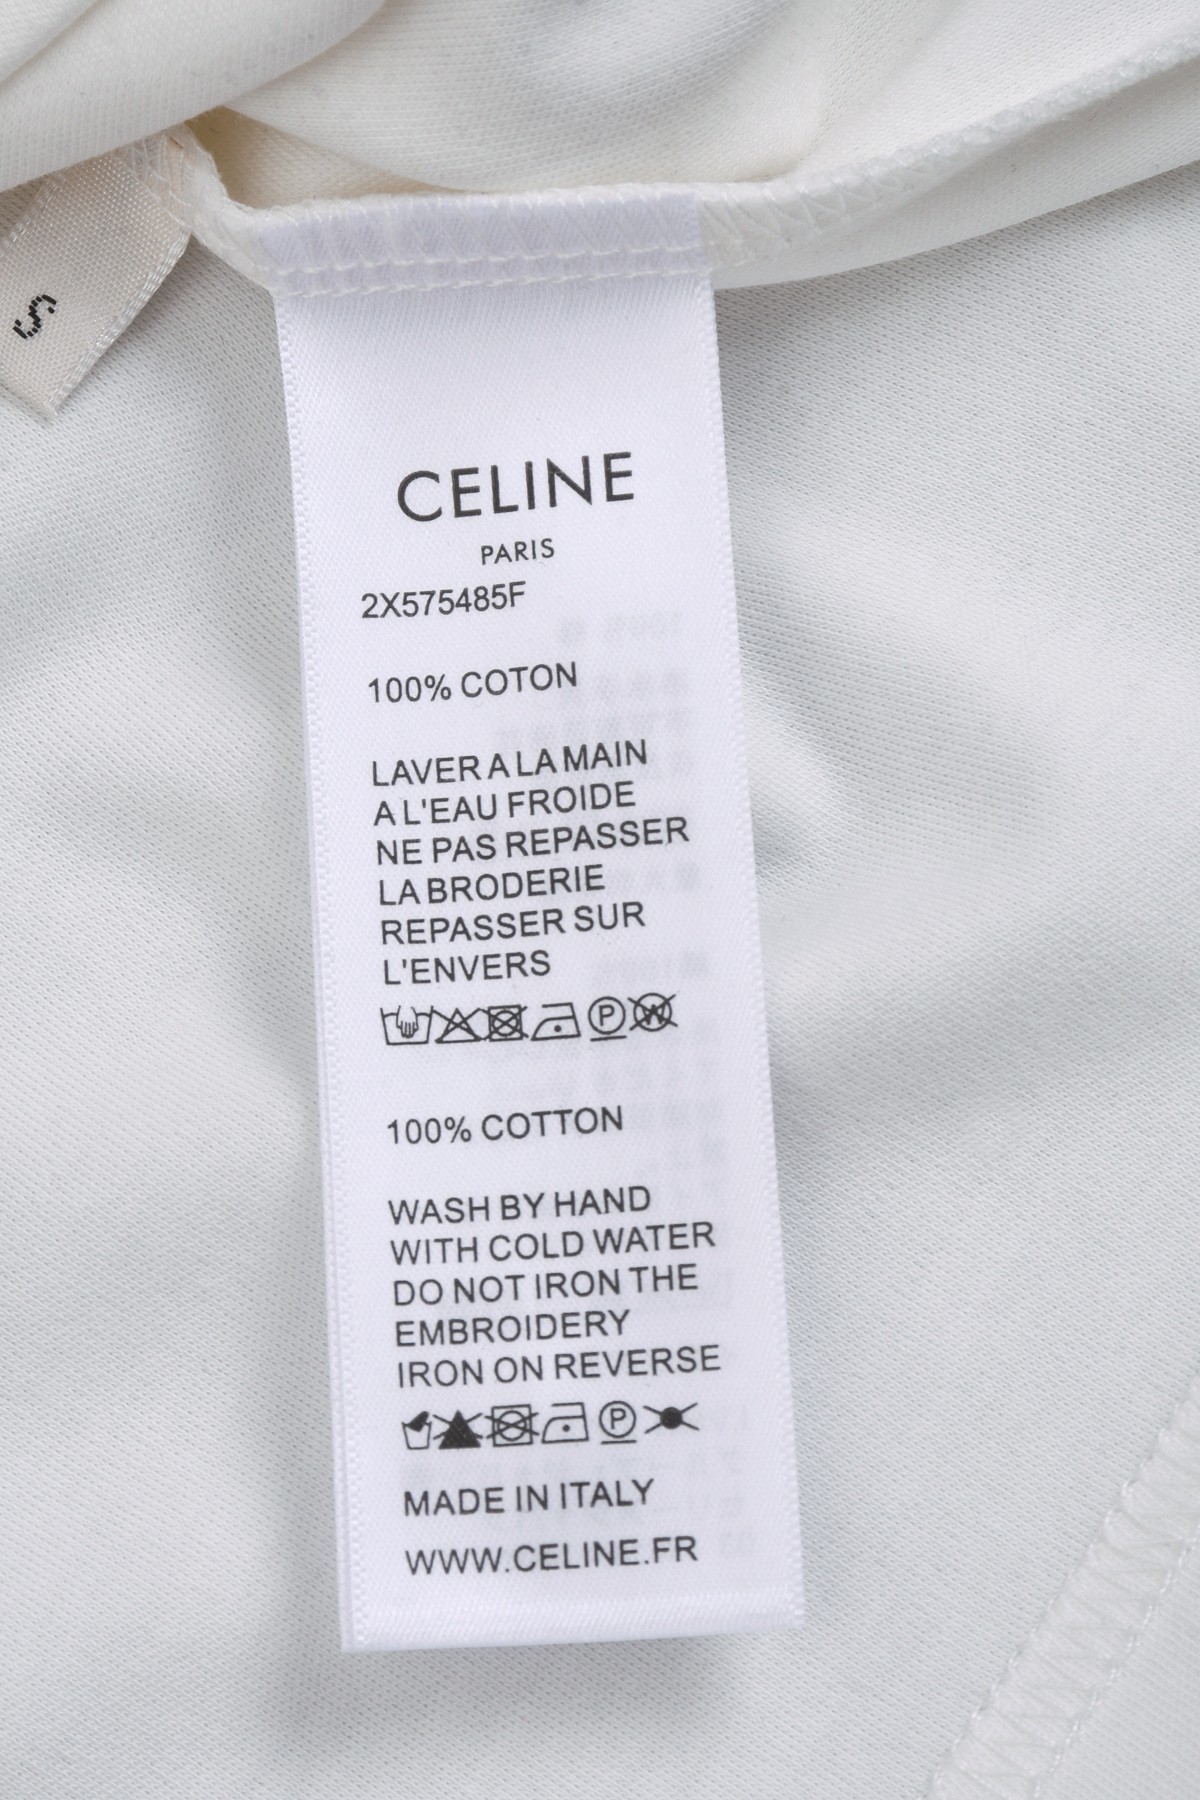 S
CELINE
PARIS
2X575485F
100% COTON
LAVER A LA MAIN
A L'EAU FROIDE
NE PAS REPASSER
LA BRODERIE
REPASSER SUR
L'ENVERS
P W
100% COTTON
WASH BY HAND
WITH COLD WATER
DO NOT IRON THE
EMBROIDERY
IRON ON REVERSE
P
MADE IN ITALY
WWW.CELINE.FR